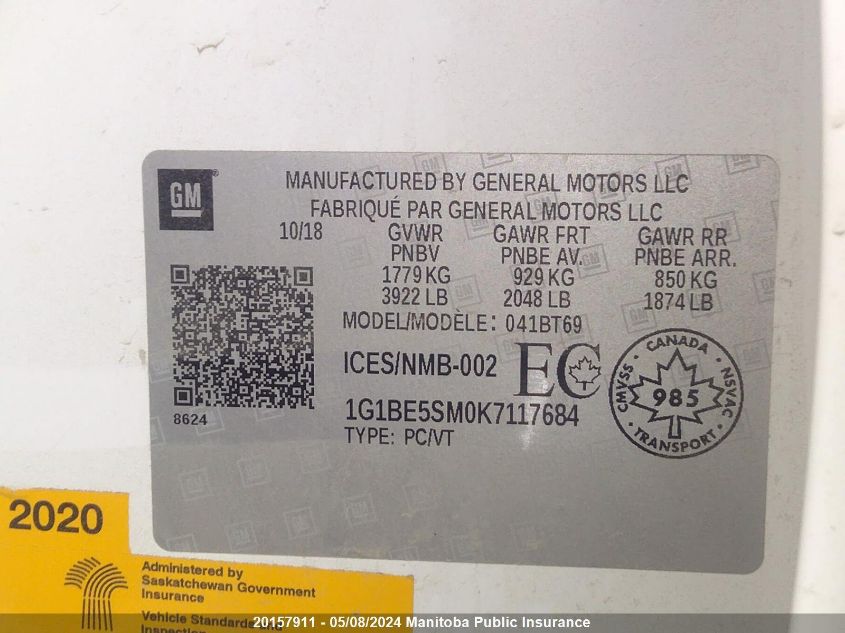 GM
MANUFACTURED BY GENERAL MOTORS LLC
FABRIQUÉ PAR GENERAL MOTORS LLC
10/18 GVWR GAWR FRT GAWR RR
PNBV PNBE AV. PNBE ARR.
1779 KG 929 KG 850 KG
3922 LB 2048 LB 1874 LB
MODEL/MODÈLE: 041BT69
ICES/NMB-002 EC
8624 1G1BE5SM0K7117684
TYPE: PC/VT
CANADA
CMVSS 985 NSVAC
TRANSPORT
2020
Administered by
Saskatchewan Government
Insurance
Vehicle Standards and
Inspection
20157911 - 05/08/2024 Manitoba Public Insurance